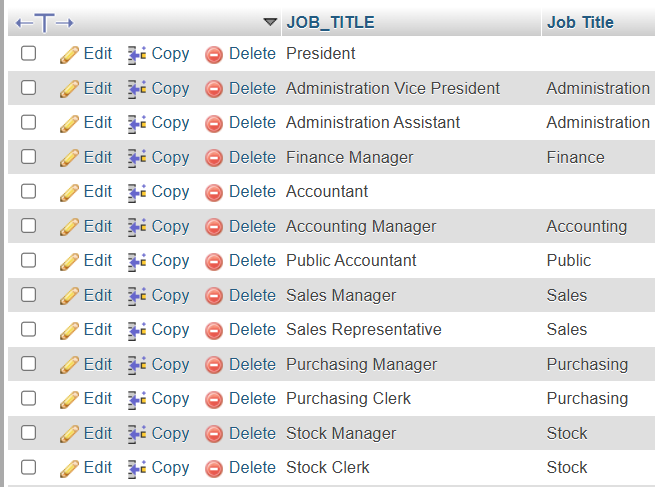 JOB_TITLE Job Title
Edit Copy Delete President
Edit Copy Delete Administration Vice President Administration
Edit Copy Delete Administration Assistant Administration
Edit Copy Delete Finance Manager Finance
Edit Copy Delete Accountant
Edit Copy Delete Accounting Manager Accounting
Edit Copy Delete Public Accountant Public
Edit Copy Delete Sales Manager Sales
Edit Copy Delete Sales Representative Sales
Edit Copy Delete Purchasing Manager Purchasing
Edit Copy Delete Purchasing Clerk Purchasing
Edit Copy Delete Stock Manager Stock
Edit Copy Delete Stock Clerk Stock